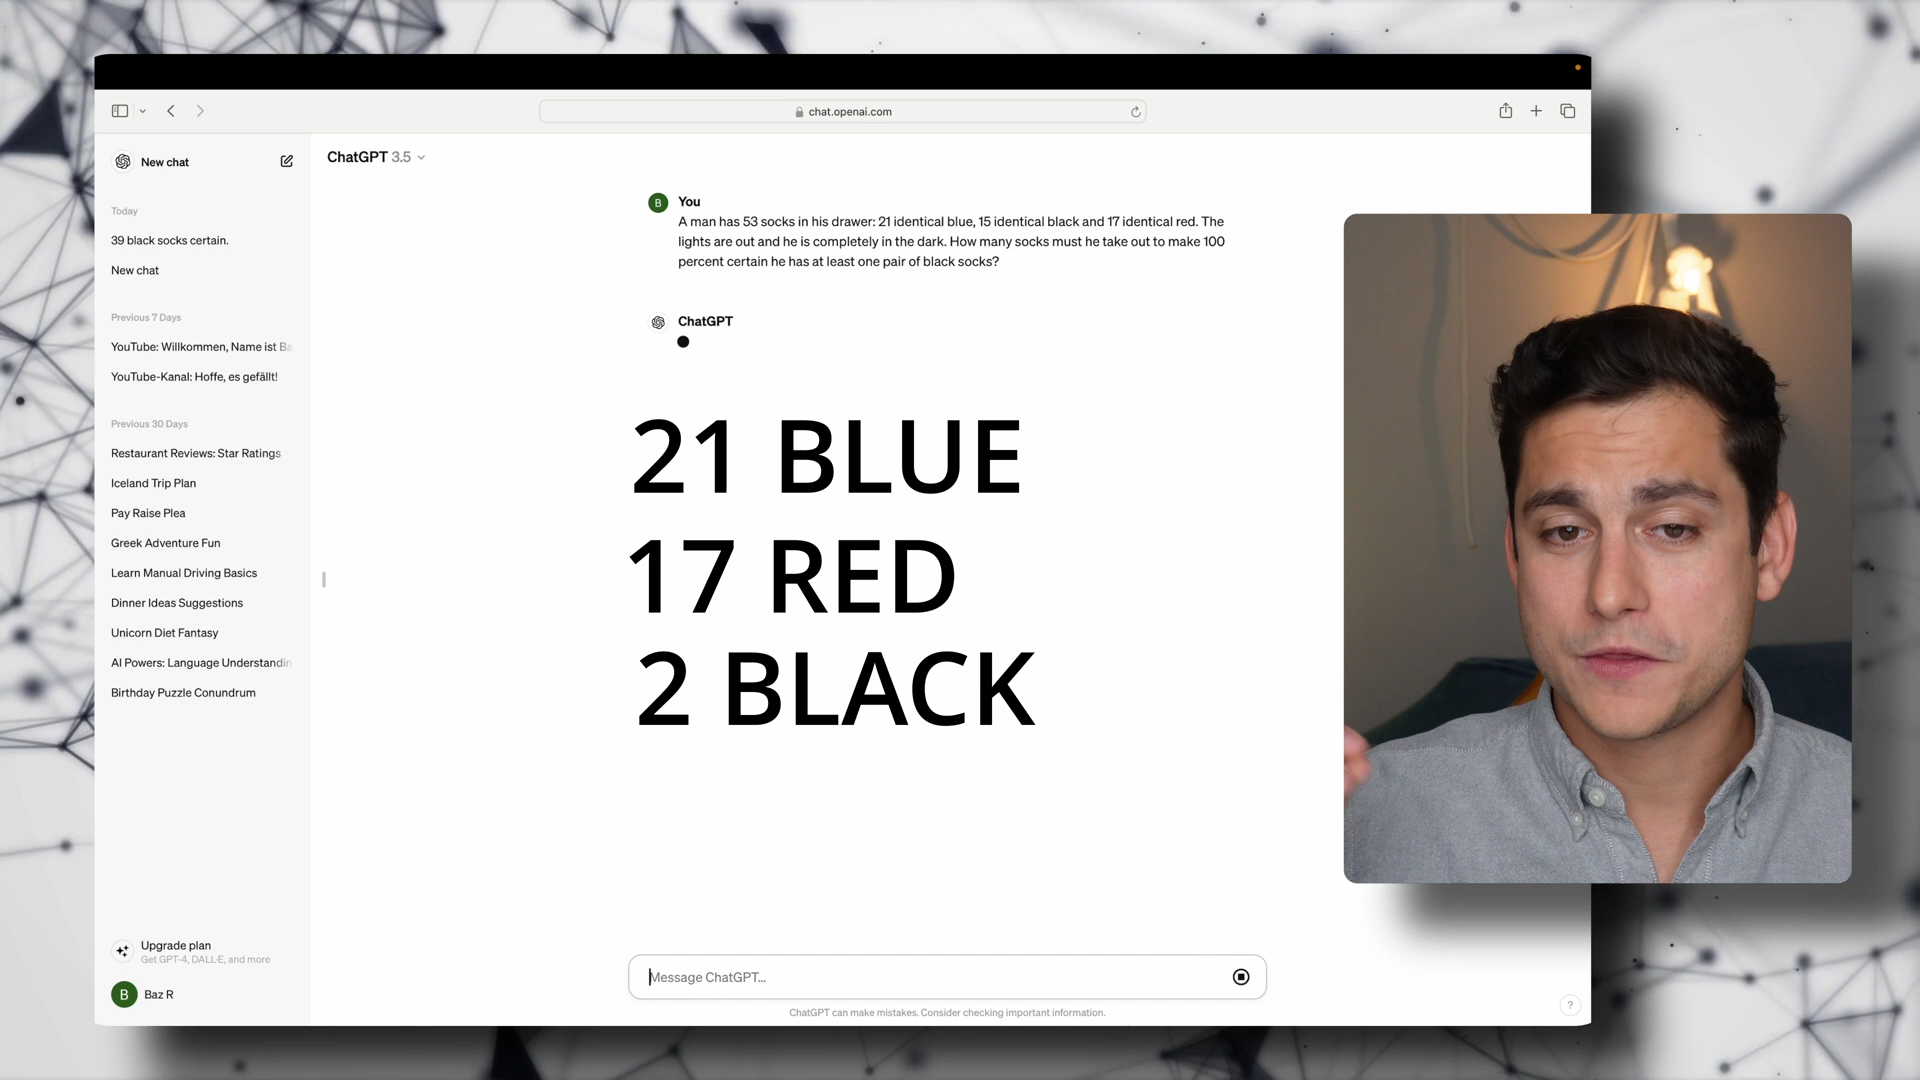 chat.openai.com
New chat
Today
39 black socks certain.
New chat
Previous 7 Days
YouTube: Willkommen, Name ist Ba
YouTube-Kanal: Hoffe, es gefällt!
Previous 30 Days
Restaurant Reviews: Star Ratings
Iceland Trip Plan
Pay Raise Plea
Greek Adventure Fun
Learn Manual Driving Basics
Dinner Ideas Suggestions
Unicorn Diet Fantasy
AI Powers: Language Understandin
Birthday Puzzle Conundrum
Upgrade plan
Get GPT-4, DALL·E, and more
B
Baz R
ChatGPT 3.5
B
You
A man has 53 socks in his drawer: 21 identical blue, 15 identical black and 17 identical red. The
lights are out and he is completely in the dark. How many socks must he take out to make 100
percent certain he has at least one pair of black socks?
ChatGPT
21 BLUE
17 RED
2 BLACK
Message ChatGPT...
ChatGPT can make mistakes. Consider checking important information.
?